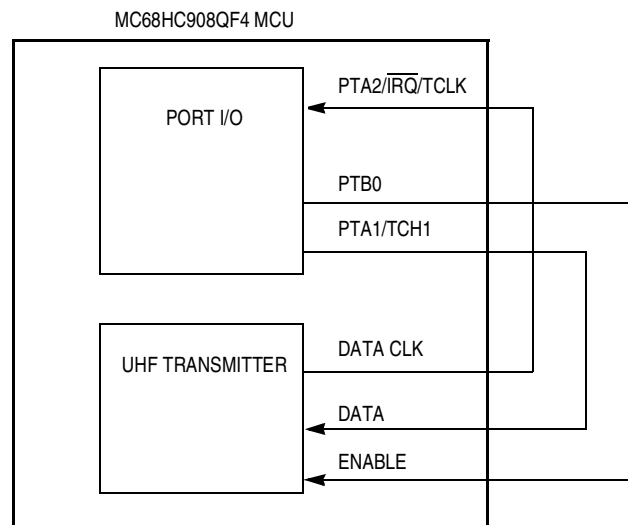 MC68HC908QF4 MCU
PTA2/IRQ/TCLK
PORT I/O
PTB0
PTA1/TCH1
DATA CLK
UHF TRANSMITTER
DATA
ENABLE